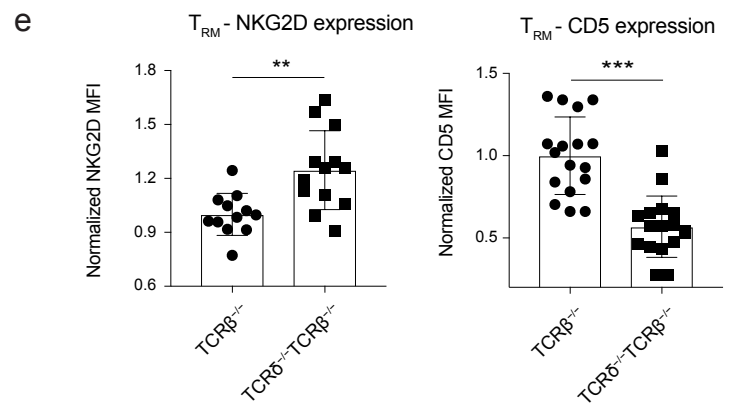 e
T_RM - NKG2D expression
**
Normalized NKG2D MFI
1.8
1.5
1.2
0.9
0.6
TCRβ⁻/⁻
TCRδ⁻/⁻TCRβ⁻/⁻
T_RM - CD5 expression
***
Normalized CD5 MFI
1.5
1.0
0.5
TCRβ⁻/⁻
TCRδ⁻/⁻TCRβ⁻/⁻